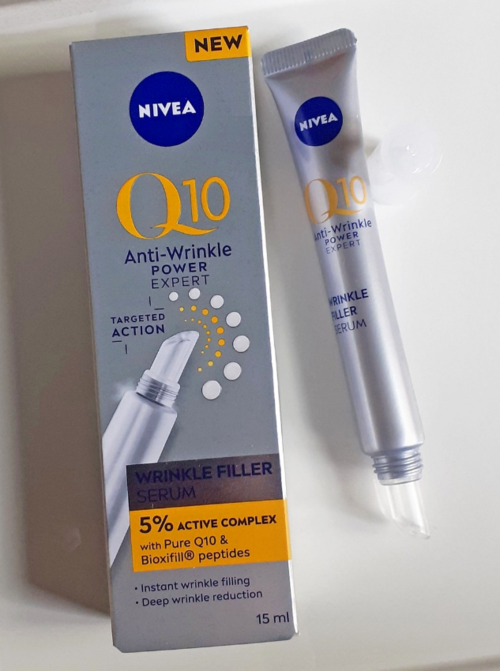 NEW
NIVEA
Q10
Anti-Wrinkle
POWER
EXPERT
TARGETED
ACTION
WRINKLE FILLER
SERUM
5% ACTIVE COMPLEX
with Pure Q10 &
Bioxifill® peptides
• Instant wrinkle filling
• Deep wrinkle reduction
15 ml
NIVEA
Q10
Anti-Wrinkle
POWER
EXPERT
WRINKLE
FILLER
SERUM